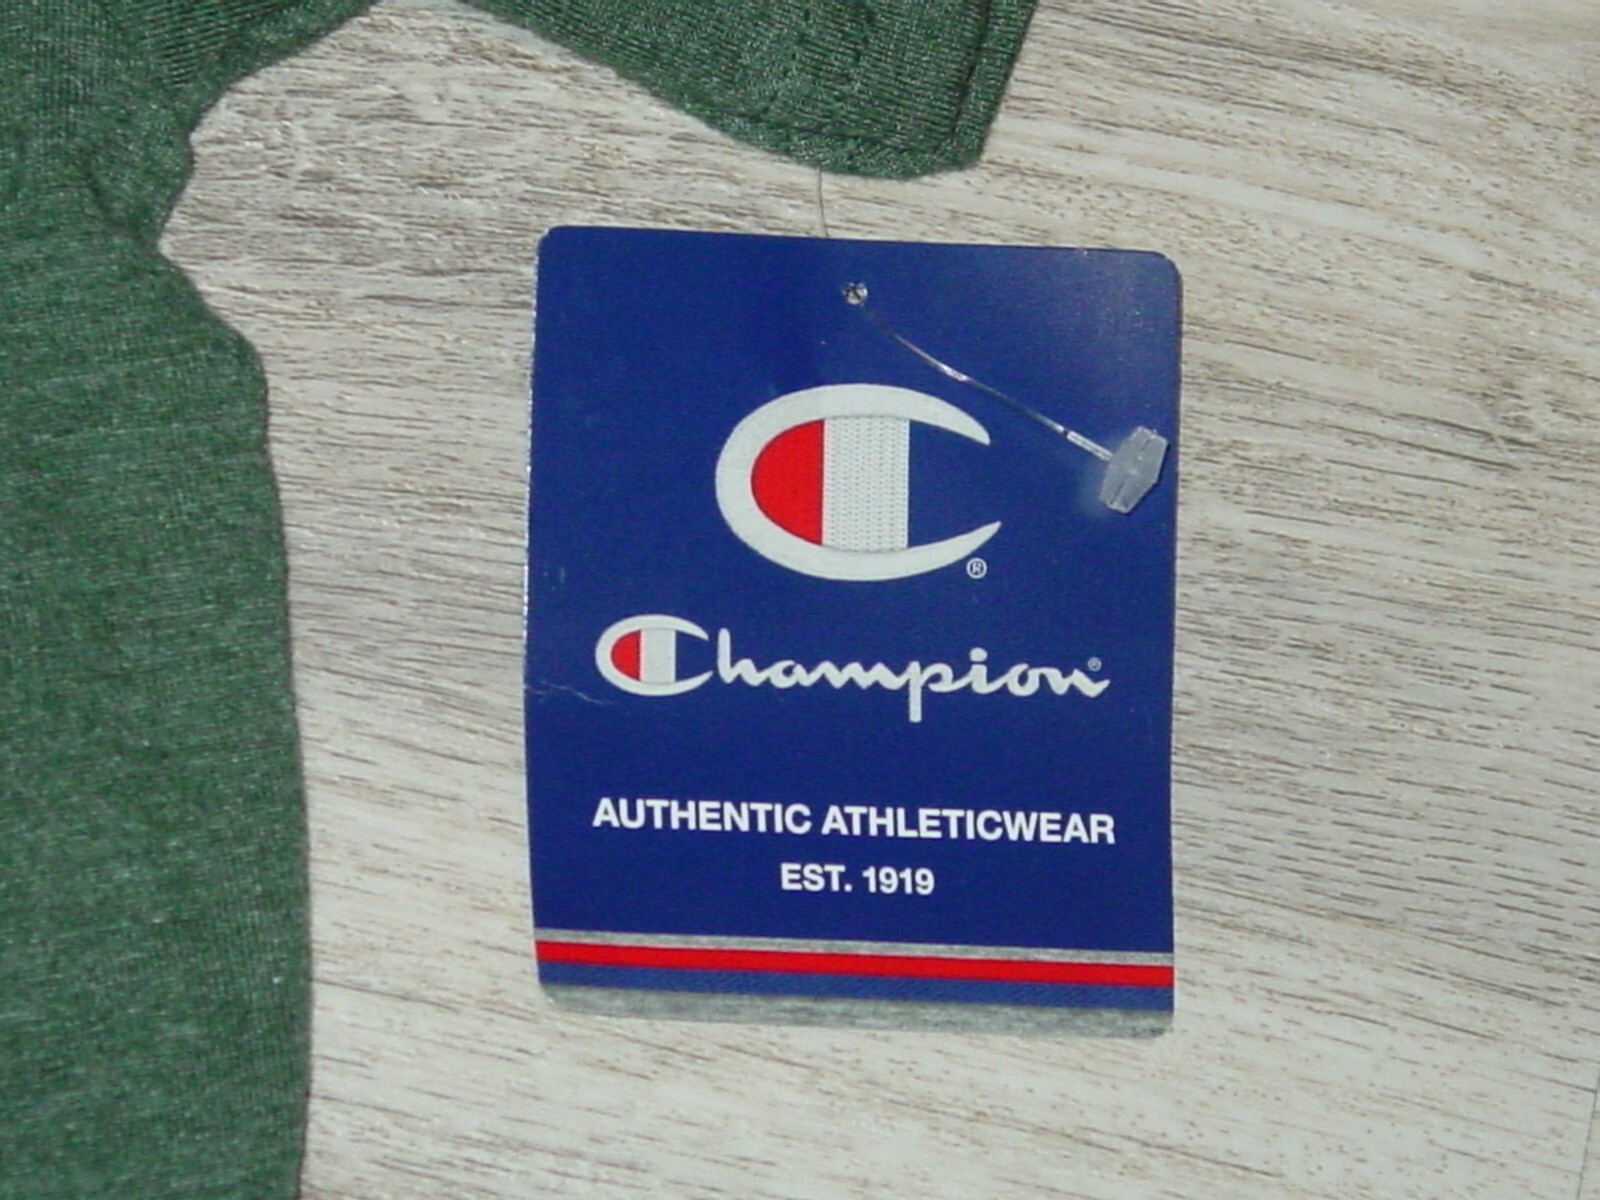 C®
Champion®
AUTHENTIC ATHLETICWEAR
EST. 1919